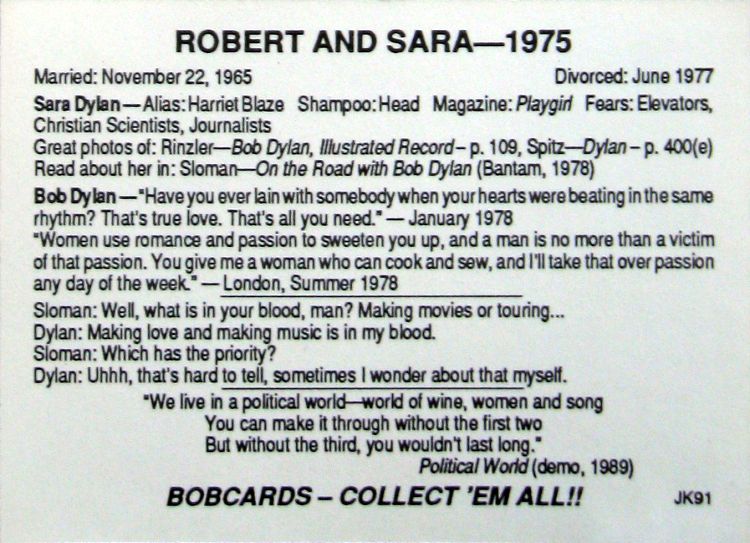 ROBERT AND SARA—1975
Married: November 22, 1965 Divorced: June 1977
Sara Dylan—Alias: Harriet Blaze Shampoo: Head Magazine: Playgirl Fears: Elevators,
Christian Scientists, Journalists
Great photos of: Rinzler—Bob Dylan, Illustrated Record – p. 109, Spitz—Dylan – p. 400(e)
Read about her in: Sloman—On the Road with Bob Dylan (Bantam, 1978)
Bob Dylan—"Have you ever lain with somebody when your hearts were beating in the same
rhythm? That's true love. That's all you need." — January 1978
"Women use romance and passion to sweeten you up, and a man is no more than a victim
of that passion. You give me a woman who can cook and sew, and I'll take that over passion
any day of the week." — London, Summer 1978
Sloman: Well, what is in your blood, man? Making movies or touring...
Dylan: Making love and making music is in my blood.
Sloman: Which has the priority?
Dylan: Uhhh, that's hard to tell, sometimes I wonder about that myself.
"We live in a political world—world of wine, women and song
You can make it through without the first two
But without the third, you wouldn't last long."
Political World (demo, 1989)
BOBCARDS – COLLECT 'EM ALL!! JK91